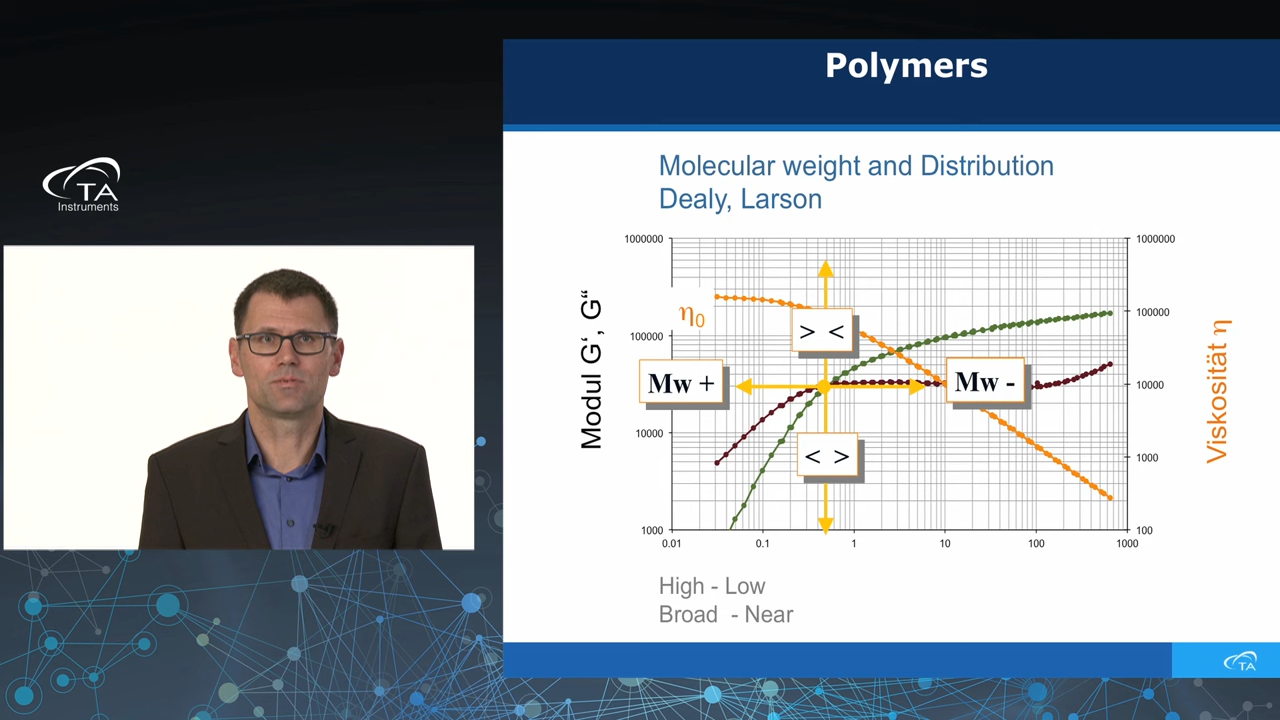 Polymers
TA
Instruments
Molecular weight and Distribution
Dealy, Larson
1000000
100000
10000
1000
Modul G‘ , G“
η0
> <
Mw +
Mw -
< >
1000000
100000
10000
1000
100
Viskosität η
0.01 0.1 1 10 100 1000
High - Low
Broad - Near
TA